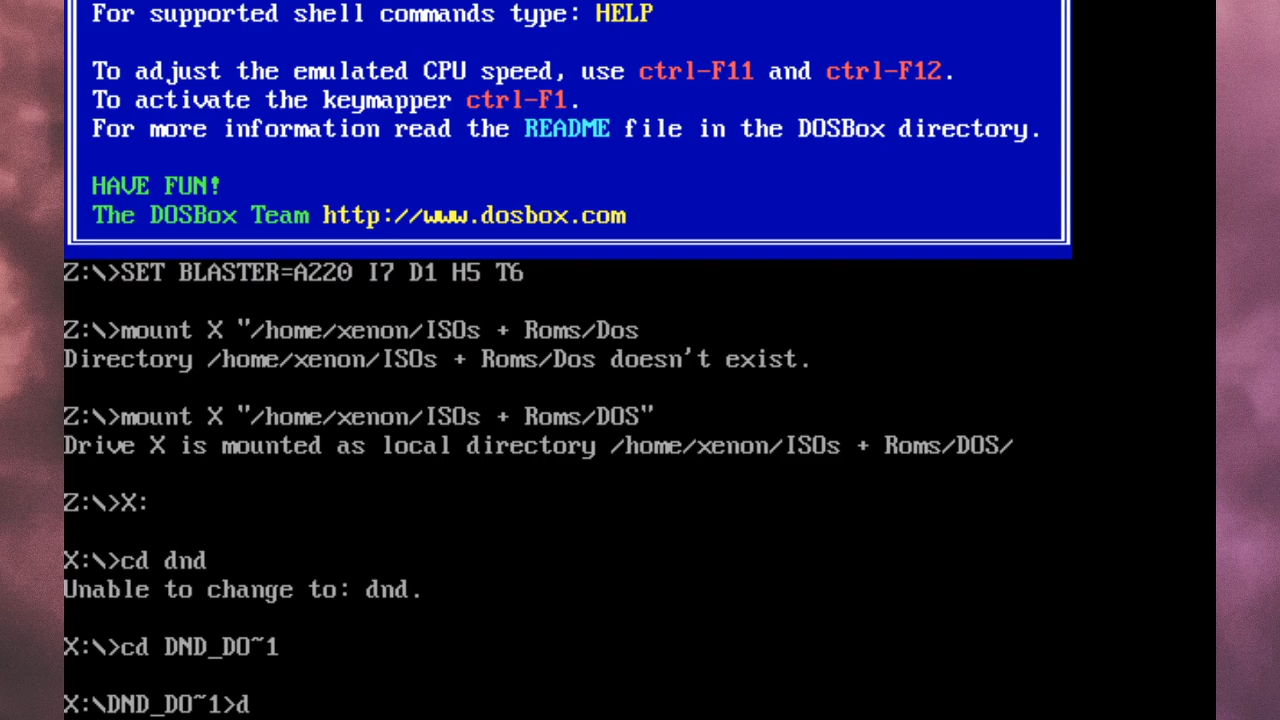 For supported shell commands type: HELP
To adjust the emulated CPU speed, use ctrl-F11 and ctrl-F12.
To activate the keymapper ctrl-F1.
For more information read the README file in the DOSBox directory.
HAVE FUN!
The DOSBox Team http://www.dosbox.com
Z:\>SET BLASTER=A220 I7 D1 H5 T6
Z:\>mount X "/home/xenon/ISOs + Roms/Dos
Directory /home/xenon/ISOs + Roms/Dos doesn't exist.
Z:\>mount X "/home/xenon/ISOs + Roms/DOS"
Drive X is mounted as local directory /home/xenon/ISOs + Roms/DOS/
Z:\>X:
X:\>cd dnd
Unable to change to: dnd.
X:\>cd DND_DO~1
X:\DND_DO~1>d